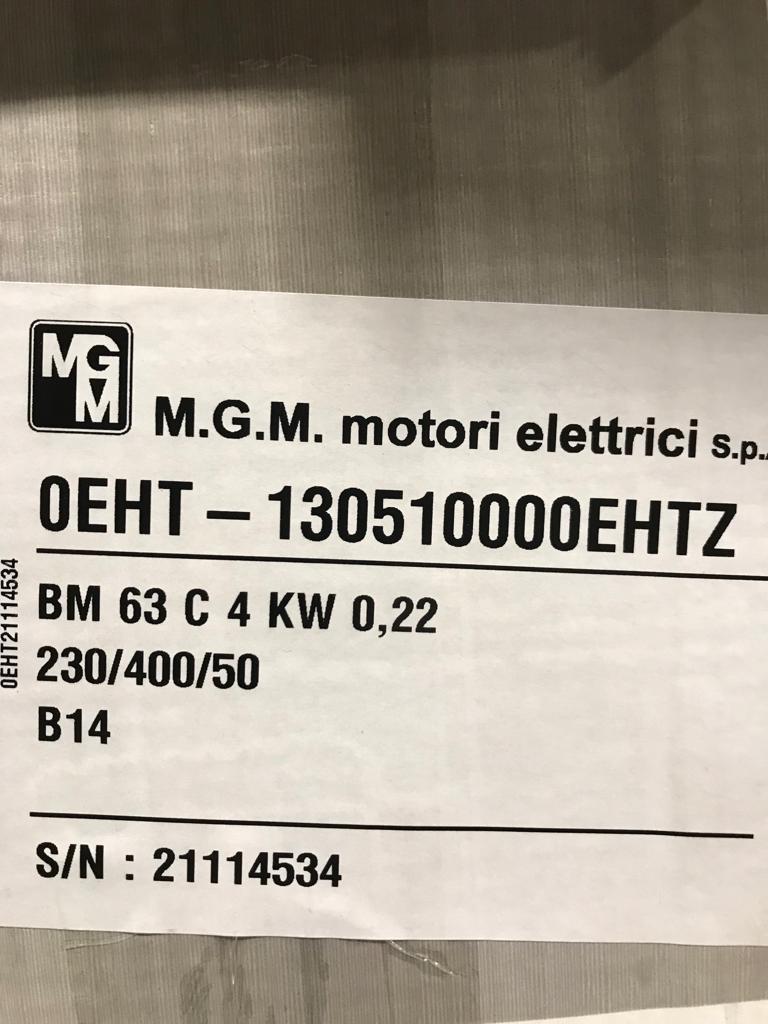 MGM
M.G.M. motori elettrici s.p.
0EHT – 130510000EHTZ
BM 63 C 4 KW 0,22
230/400/50
B14
S/N : 21114534
0EHT21114534